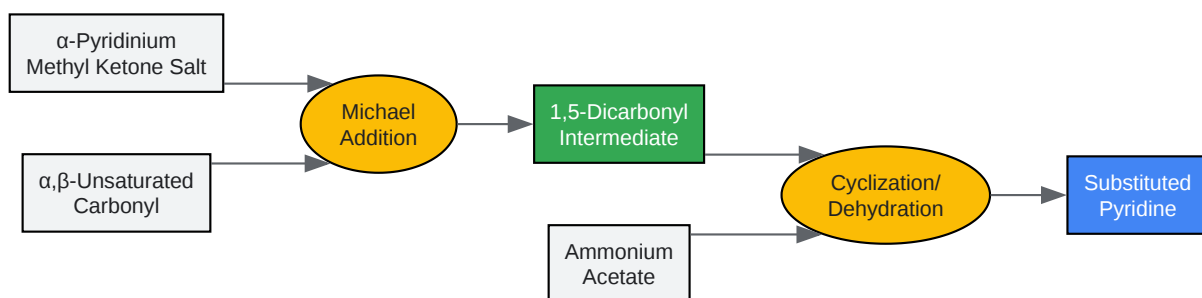 α-Pyridinium
Methyl Ketone Salt
α,β-Unsaturated
Carbonyl
Michael
Addition
1,5-Dicarbonyl
Intermediate
Ammonium
Acetate
Cyclization/
Dehydration
Substituted
Pyridine